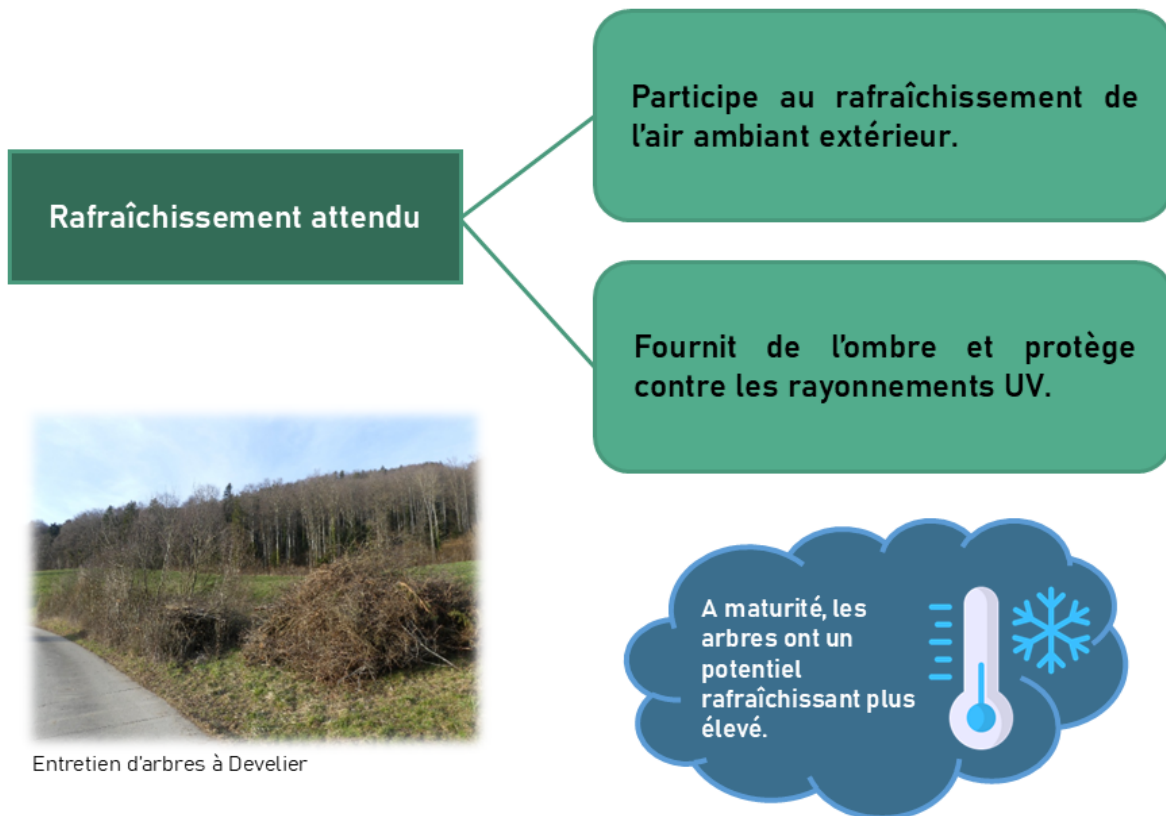 Participe au rafraîchissement de
l'air ambiant extérieur.
Rafraîchissement attendu
Fournit de l'ombre et protège
contre les rayonnements UV.
A maturité, les
arbres ont un
potentiel
rafraîchissant plus
élevé.
Entretien d'arbres à Develier